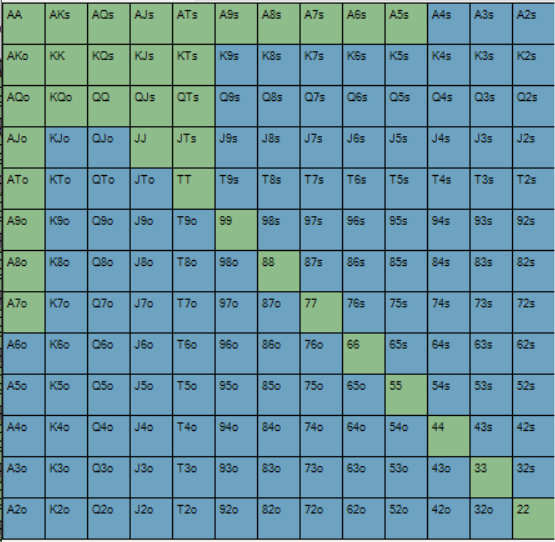 AA AKs AQs AJs ATs A9s A8s A7s A6s A5s A4s A3s A2s
AKo KK KQs KJs KTs K9s K8s K7s K6s K5s K4s K3s K2s
AQo KQo QQ QJs QTs Q9s Q8s Q7s Q6s Q5s Q4s Q3s Q2s
AJo KJo QJo JJ JTs J9s J8s J7s J6s J5s J4s J3s J2s
ATo KTo QTo JTo TT T9s T8s T7s T6s T5s T4s T3s T2s
A9o K9o Q9o J9o T9o 99 98s 97s 96s 95s 94s 93s 92s
A8o K8o Q8o J8o T8o 98o 88 87s 86s 85s 84s 83s 82s
A7o K7o Q7o J7o T7o 97o 87o 77 76s 75s 74s 73s 72s
A6o K6o Q6o J6o T6o 96o 86o 76o 66 65s 64s 63s 62s
A5o K5o Q5o J5o T5o 95o 85o 75o 65o 55 54s 53s 52s
A4o K4o Q4o J4o T4o 94o 84o 74o 64o 54o 44 43s 42s
A3o K3o Q3o J3o T3o 93o 83o 73o 63o 53o 43o 33 32s
A2o K2o Q2o J2o T2o 92o 82o 72o 62o 52o 42o 32o 22